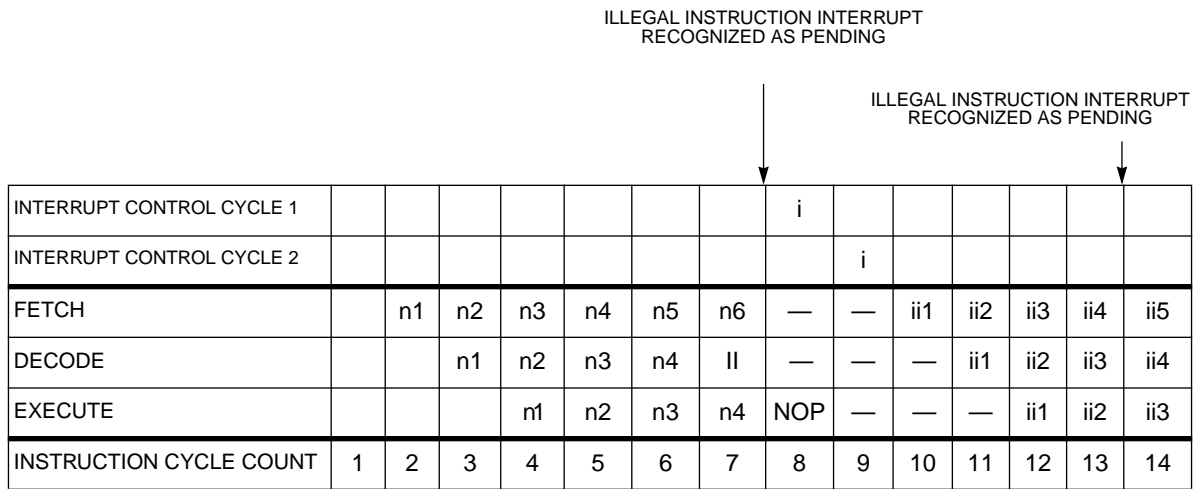 ILLEGAL INSTRUCTION INTERRUPT
RECOGNIZED AS PENDING
ILLEGAL INSTRUCTION INTERRUPT
RECOGNIZED AS PENDING
INTERRUPT CONTROL CYCLE 1 i
INTERRUPT CONTROL CYCLE 2 i
FETCH n1 n2 n3 n4 n5 n6 — — ii1 ii2 ii3 ii4 ii5
DECODE n1 n2 n3 n4 II — — — ii1 ii2 ii3 ii4
EXECUTE n1 n2 n3 n4 NOP — — — ii1 ii2 ii3
INSTRUCTION CYCLE COUNT 1 2 3 4 5 6 7 8 9 10 11 12 13 14